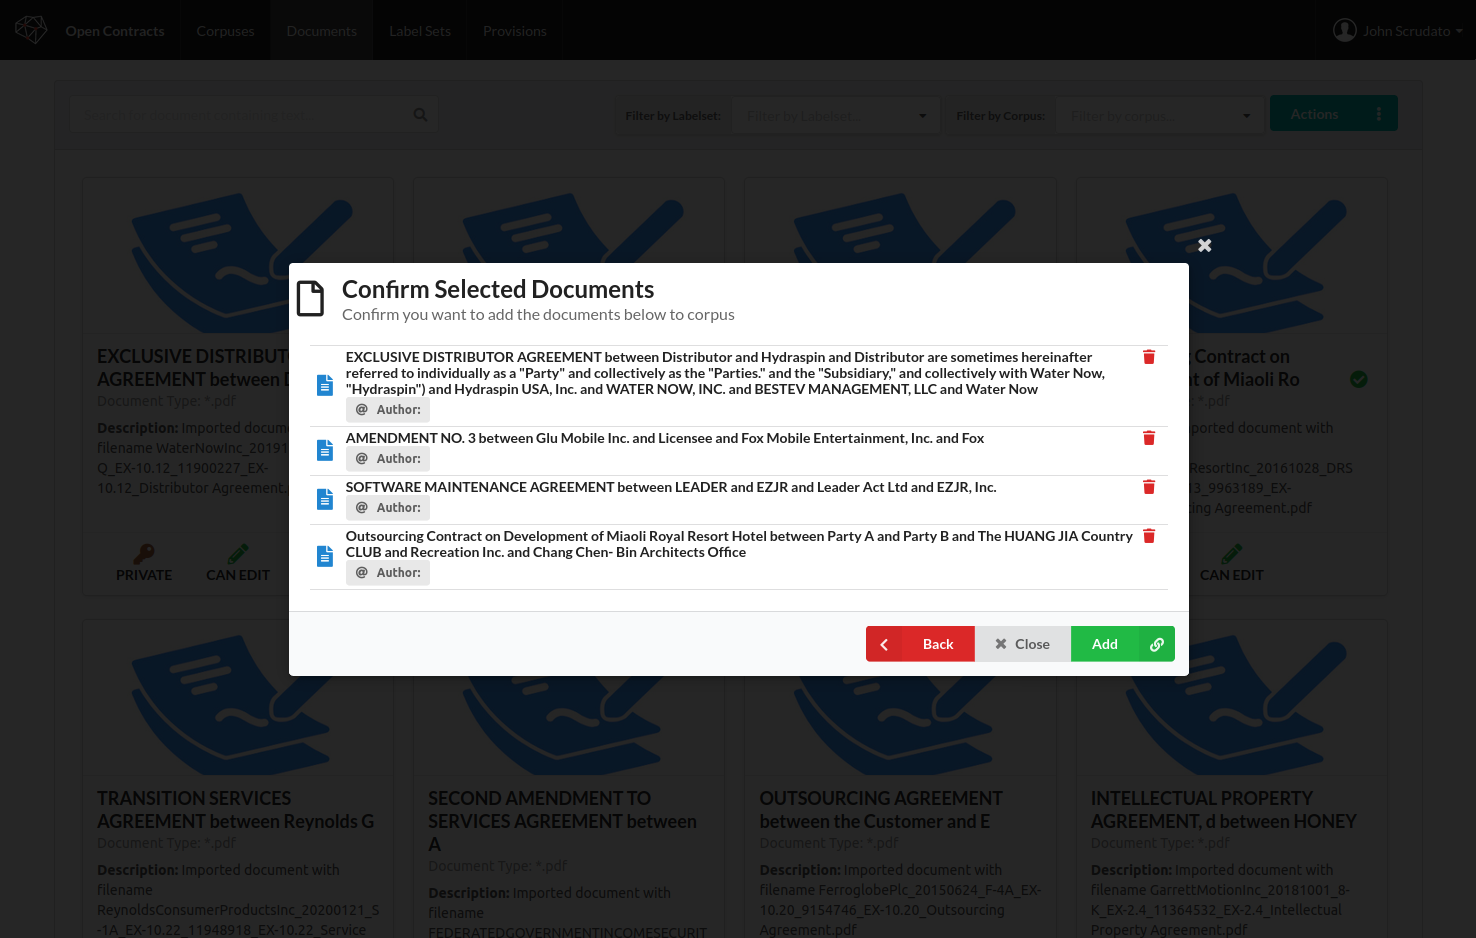 Open Contracts
Corpuses
Documents
Label Sets
Provisions
John Scrudato
Search for document containing text...
Filter by Labelset:
Filter by Labelset...
Filter by Corpus:
Filter by corpus...
Actions
Confirm Selected Documents
Confirm you want to add the documents below to corpus
EXCLUSIVE DISTRIBUTOR AGREEMENT between Distributor and Hydraspin and Distributor are sometimes hereinafter
referred to individually as a "Party" and collectively as the "Parties." and the "Subsidiary," and collectively with Water Now,
"Hydraspin") and Hydraspin USA, Inc. and WATER NOW, INC. and BESTEV MANAGEMENT, LLC and Water Now
@ Author:
AMENDMENT NO. 3 between Glu Mobile Inc. and Licensee and Fox Mobile Entertainment, Inc. and Fox
@ Author:
SOFTWARE MAINTENANCE AGREEMENT between LEADER and EZJR and Leader Act Ltd and EZJR, Inc.
@ Author:
Outsourcing Contract on Development of Miaoli Royal Resort Hotel between Party A and Party B and The HUANG JIA Country
CLUB and Recreation Inc. and Chang Chen- Bin Architects Office
@ Author:
Back
Close
Add
EXCLUSIVE DISTRIBUT
AGREEMENT between D
Document Type: *.pdf
Description: Imported docum
filename WaterNowInc_20191
Q_EX-10.12_11900227_EX-
10.12_Distributor Agreement.
PRIVATE
CAN EDIT
Contract on
t of Miaoli Ro
: *.pdf
ported document with
ResortInc_20161028_DRS
13_9963189_EX-
ing Agreement.pdf
CAN EDIT
TRANSITION SERVICES
AGREEMENT between Reynolds G
Document Type: *.pdf
Description: Imported document with
filename
ReynoldsConsumerProductsInc_20200121_S
-1A_EX-10.22_11948918_EX-10.22_Service
SECOND AMENDMENT TO
SERVICES AGREEMENT between
A
Document Type: *.pdf
Description: Imported document with
filename
FEDERATEDGOVERNMENTINCOMESECURIT
OUTSOURCING AGREEMENT
between the Customer and E
Document Type: *.pdf
Description: Imported document with
filename FerroglobePlc_20150624_F-4A_EX-
10.20_9154746_EX-10.20_Outsourcing
Agreement.pdf
INTELLECTUAL PROPERTY
AGREEMENT, d between HONEY
Document Type: *.pdf
Description: Imported document with
filename GarrettMotionInc_20181001_8-
K_EX-2.4_11364532_EX-2.4_Intellectual
Property Agreement.pdf